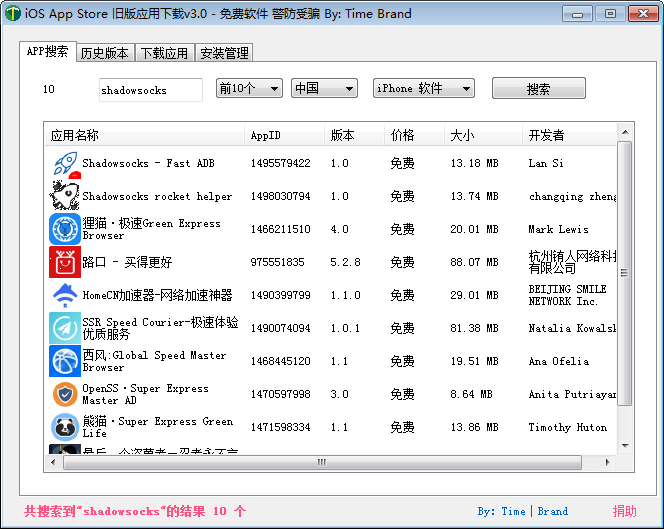 iOS App Store 旧版应用下载v3.0 - 免费软件 警防受骗 By: Time Brand
APP搜索 历史版本 下载应用 安装管理
10 shadowsocks 前10个 中国 iPhone 软件 搜索
应用名称 AppID 版本 价格 大小 开发者
Shadowsocks - Fast ADB 1495579422 1.0 免费 13.18 MB Lan Si
Shadowsocks rocket helper 1498030794 1.0 免费 13.74 MB changqing zheng
狸猫·极速Green Express
Browser 1466211510 4.0 免费 20.01 MB Mark Lewis
路口 - 买得更好 975551835 5.2.8 免费 88.07 MB 杭州铕人网络科技
有限公司
HomeCN加速器-网络加速神器 1490399799 1.1.0 免费 29.01 MB BEIJING SMILE
NETWORK Inc.
SSR Speed Courier-极速体验
优质服务 1490074094 1.0.1 免费 81.38 MB Natalia Kowalsk
西风:Global Speed Master
Browser 1468445120 1.1 免费 19.51 MB Ana Ofelia
OpenSS·Super Express
Master AD 1470597998 3.0 免费 8.64 MB Anita Putriayan
熊猫·Super Express Green
Life 1471598334 1.1 免费 13.86 MB Timothy Huton
共搜索到"shadowsocks"的结果 10 个 By: Time｜Brand 捐助